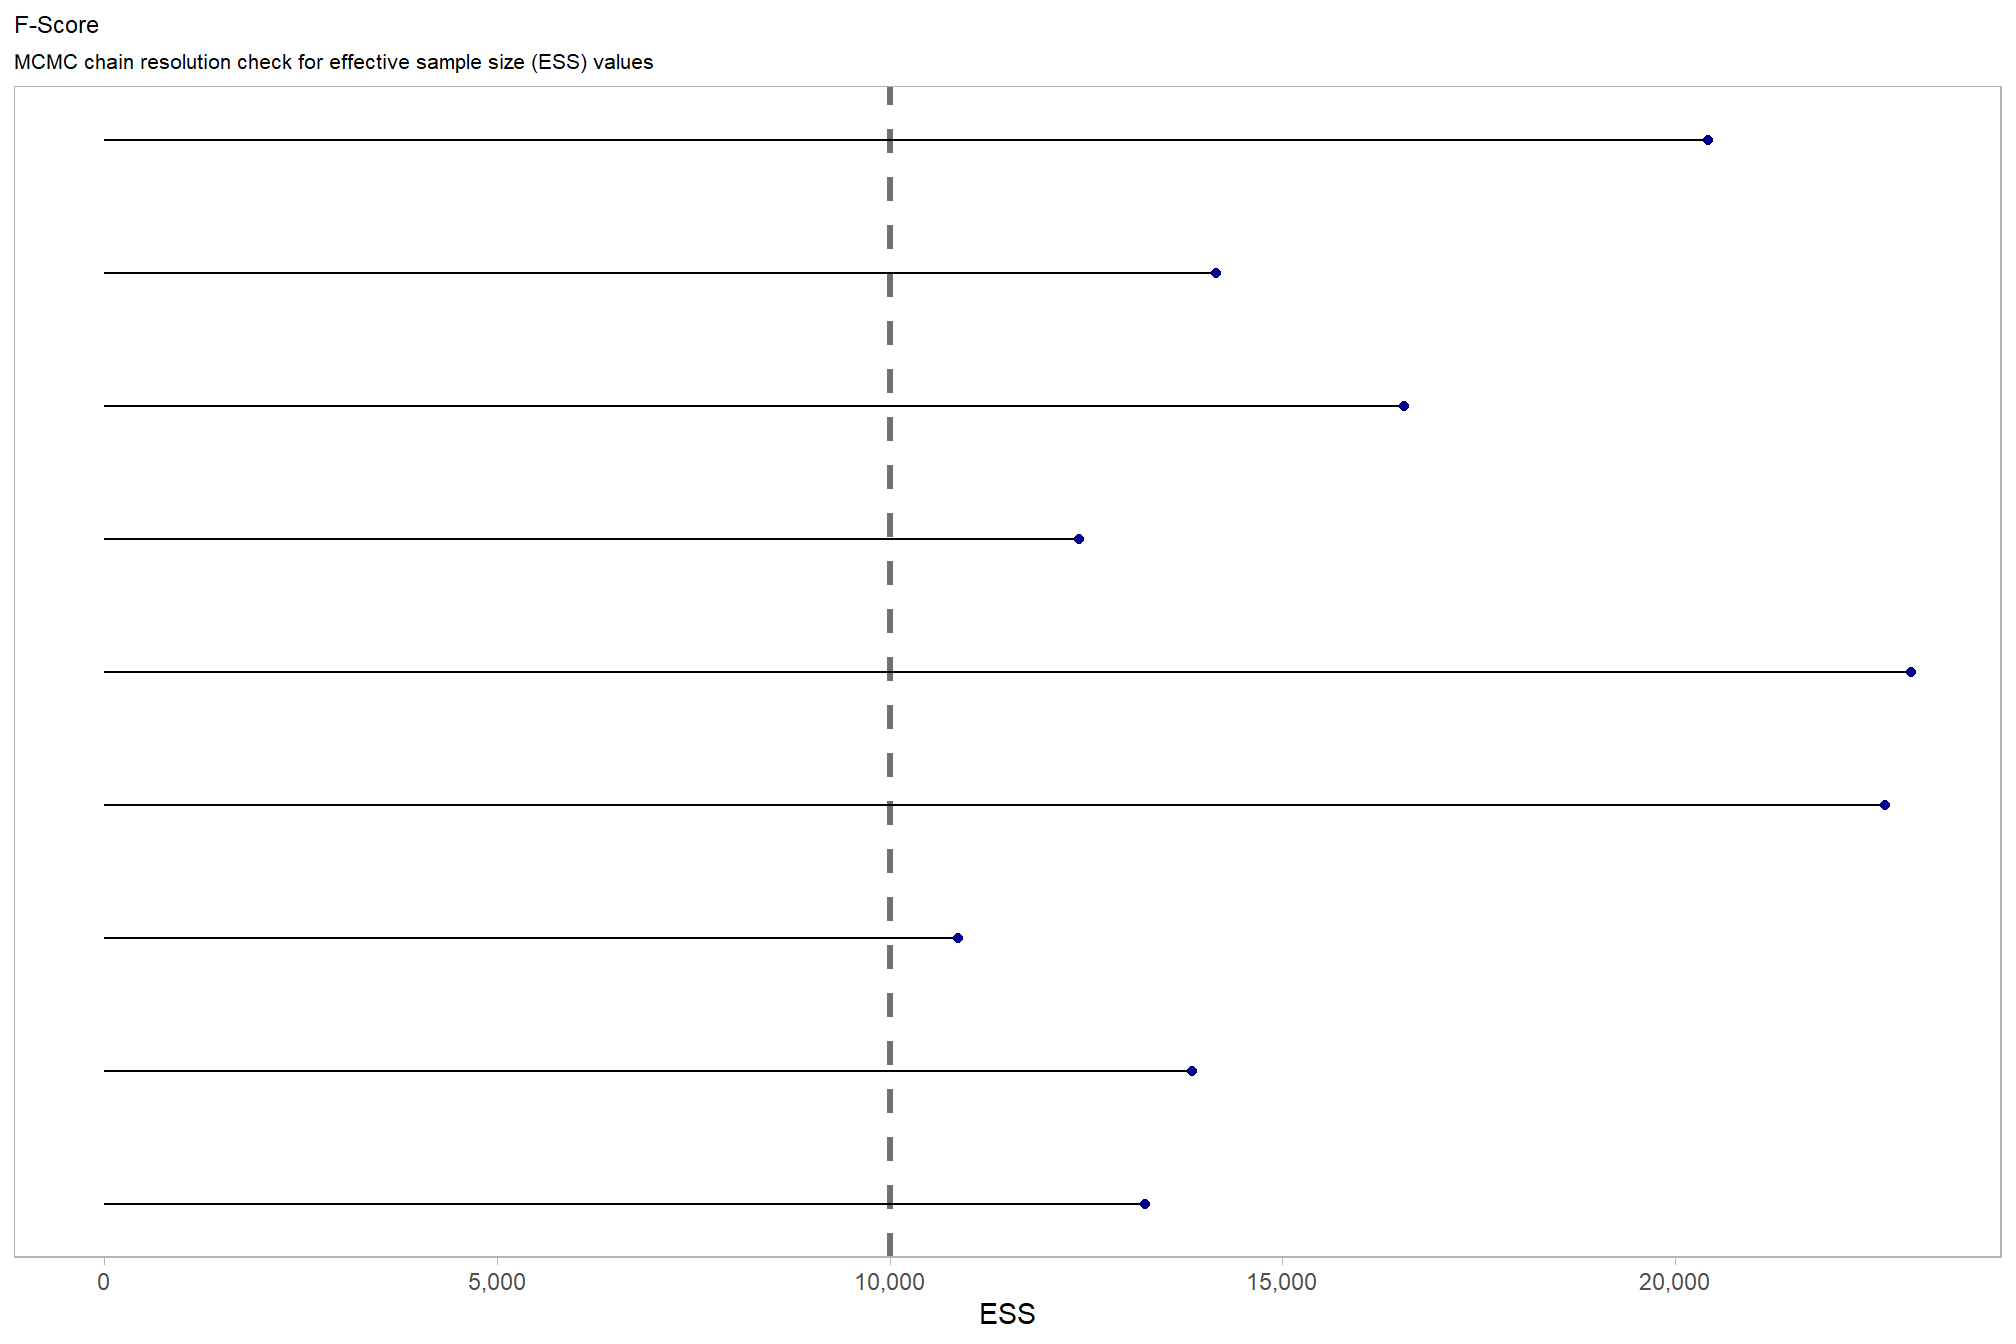 F-Score
MCMC chain resolution check for effective sample size (ESS) values
0 5,000 10,000 15,000 20,000
ESS